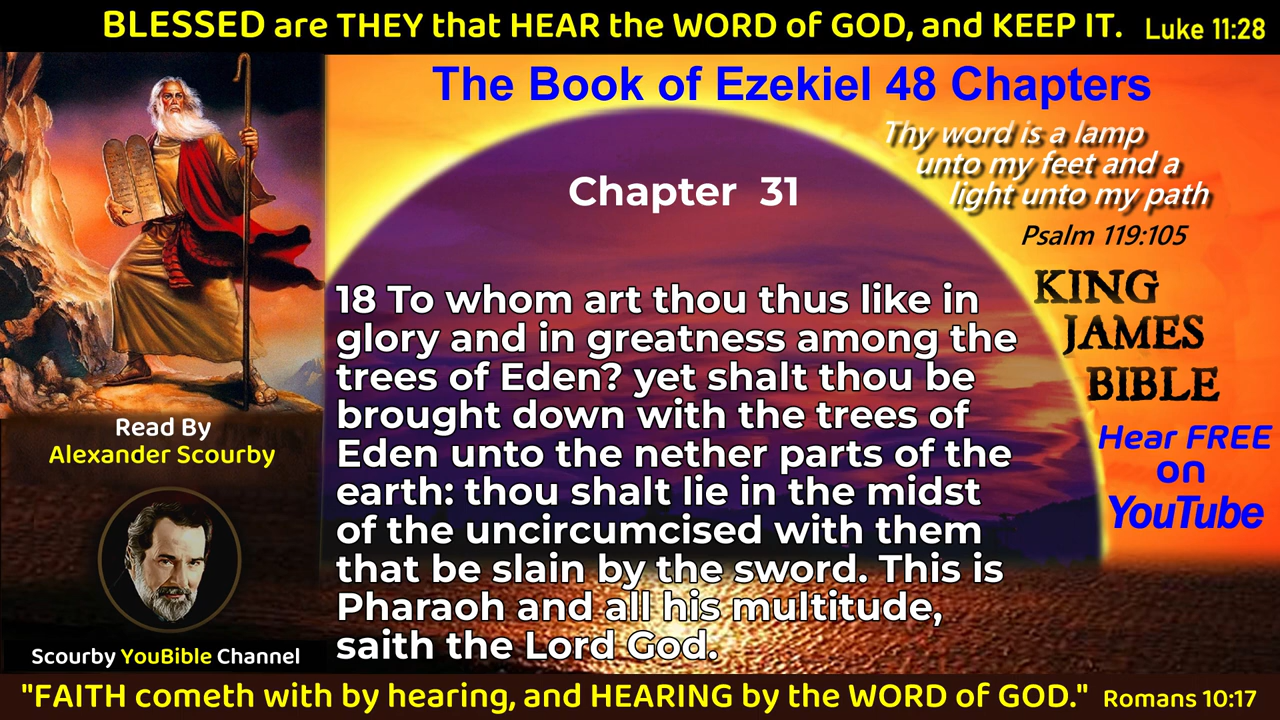 BLESSED are THEY that HEAR the WORD of GOD, and KEEP IT. Luke 11:28
The Book of Ezekiel 48 Chapters
Thy word is a lamp
unto my feet and a
light unto my path
Psalm 119:105
Chapter 31
KING
JAMES
BIBLE
18 To whom art thou thus like in
glory and in greatness among the
trees of Eden? yet shalt thou be
brought down with the trees of
Eden unto the nether parts of the
earth: thou shalt lie in the midst
of the uncircumcised with them
that be slain by the sword. This is
Pharaoh and all his multitude,
saith the Lord God.
Hear FREE
on
YouTube
Read By
Alexander Scourby
Scourby YouBible Channel
"FAITH cometh with by hearing, and HEARING by the WORD of GOD." Romans 10:17